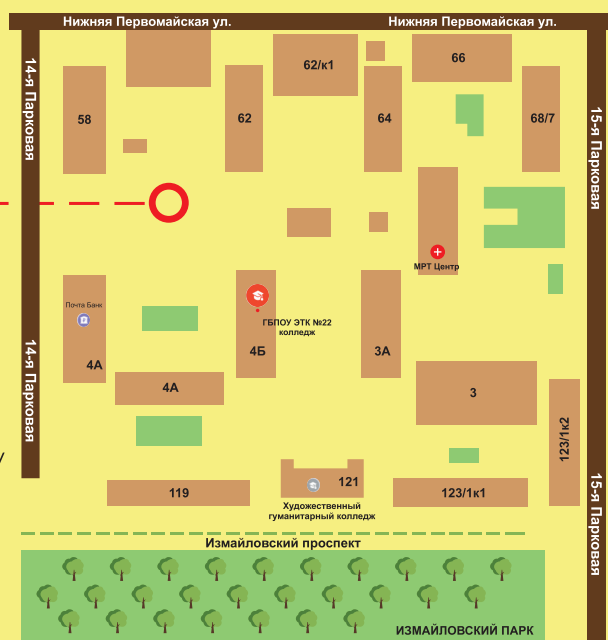 Нижняя Первомайская ул.
Нижняя Первомайская ул.
14-я Парковая
15-я Парковая
58
62
62/к1
64
66
68/7
МРТ Центр
Почта Банк
4А
4А
ГБПОУ ЭТК №22
колледж
4Б
3А
3
14-я Парковая
123/1к2
119
121
123/1к1
15-я Парковая
Художественный
гуманитарный колледж
Измайловский проспект
ИЗМАЙЛОВСКИЙ ПАРК